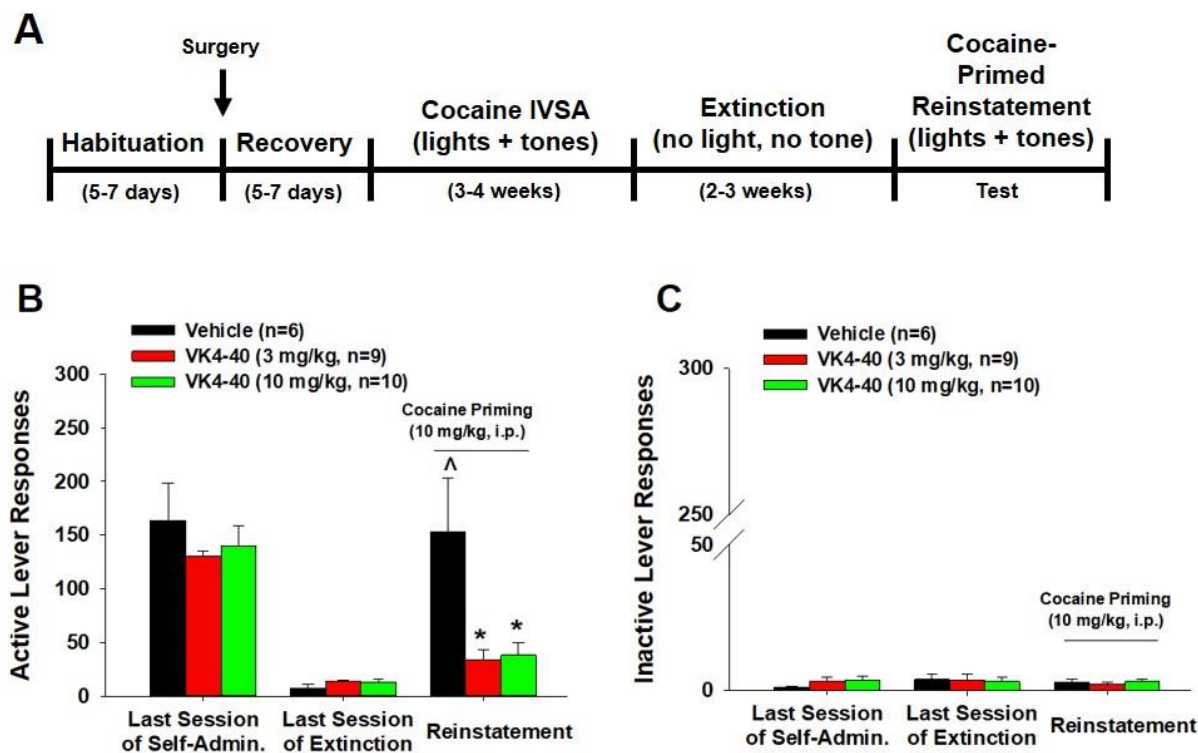 A
Surgery
Habituation
Recovery
Cocaine IVSA
(lights + tones)
Extinction
(no light, no tone)
Cocaine-
Primed
Reinstatement
(lights + tones)
(5-7 days)
(5-7 days)
(3-4 weeks)
(2-3 weeks)
Test
B
Vehicle (n=6)
VK4-40 (3 mg/kg, n=9)
VK4-40 (10 mg/kg, n=10)
Active Lever Responses
300
250
200
150
100
50
0
Cocaine Priming
(10 mg/kg, i.p.)
^
*
*
Last Session
of Self-Admin.
Last Session
of Extinction
Reinstatement
C
Vehicle (n=6)
VK4-40 (3 mg/kg, n=9)
VK4-40 (10 mg/kg, n=10)
Inactive Lever Responses
300
250
50
0
Cocaine Priming
(10 mg/kg, i.p.)
Last Session
of Self-Admin.
Last Session
of Extinction
Reinstatement